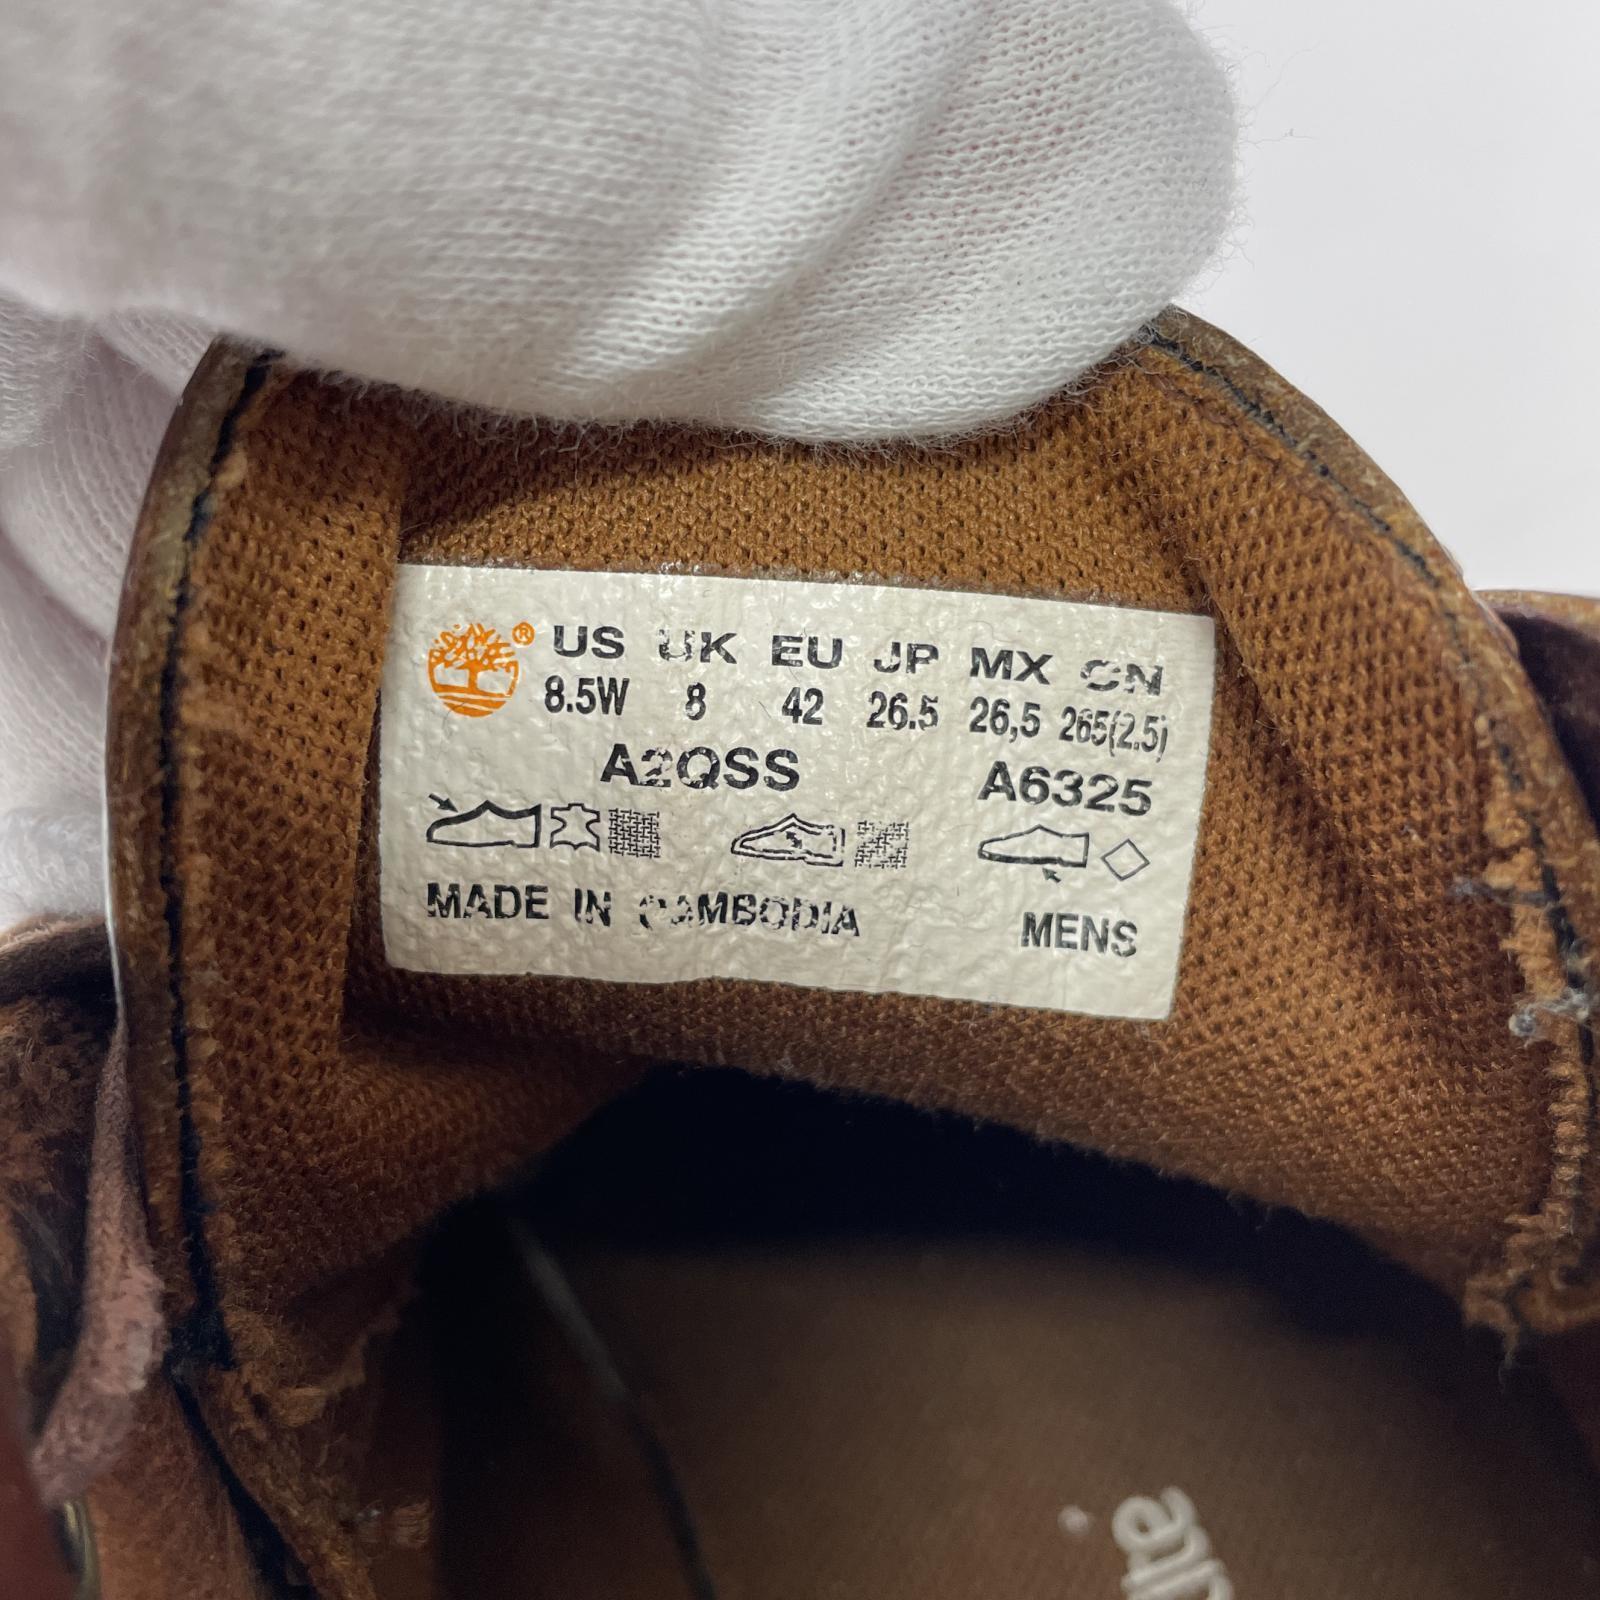 ® US UK EU JP MX CN
8.5W 8 42 26.5 26,5 265(2.5)
A2QSS A6325
MADE IN CAMBODIA MENS